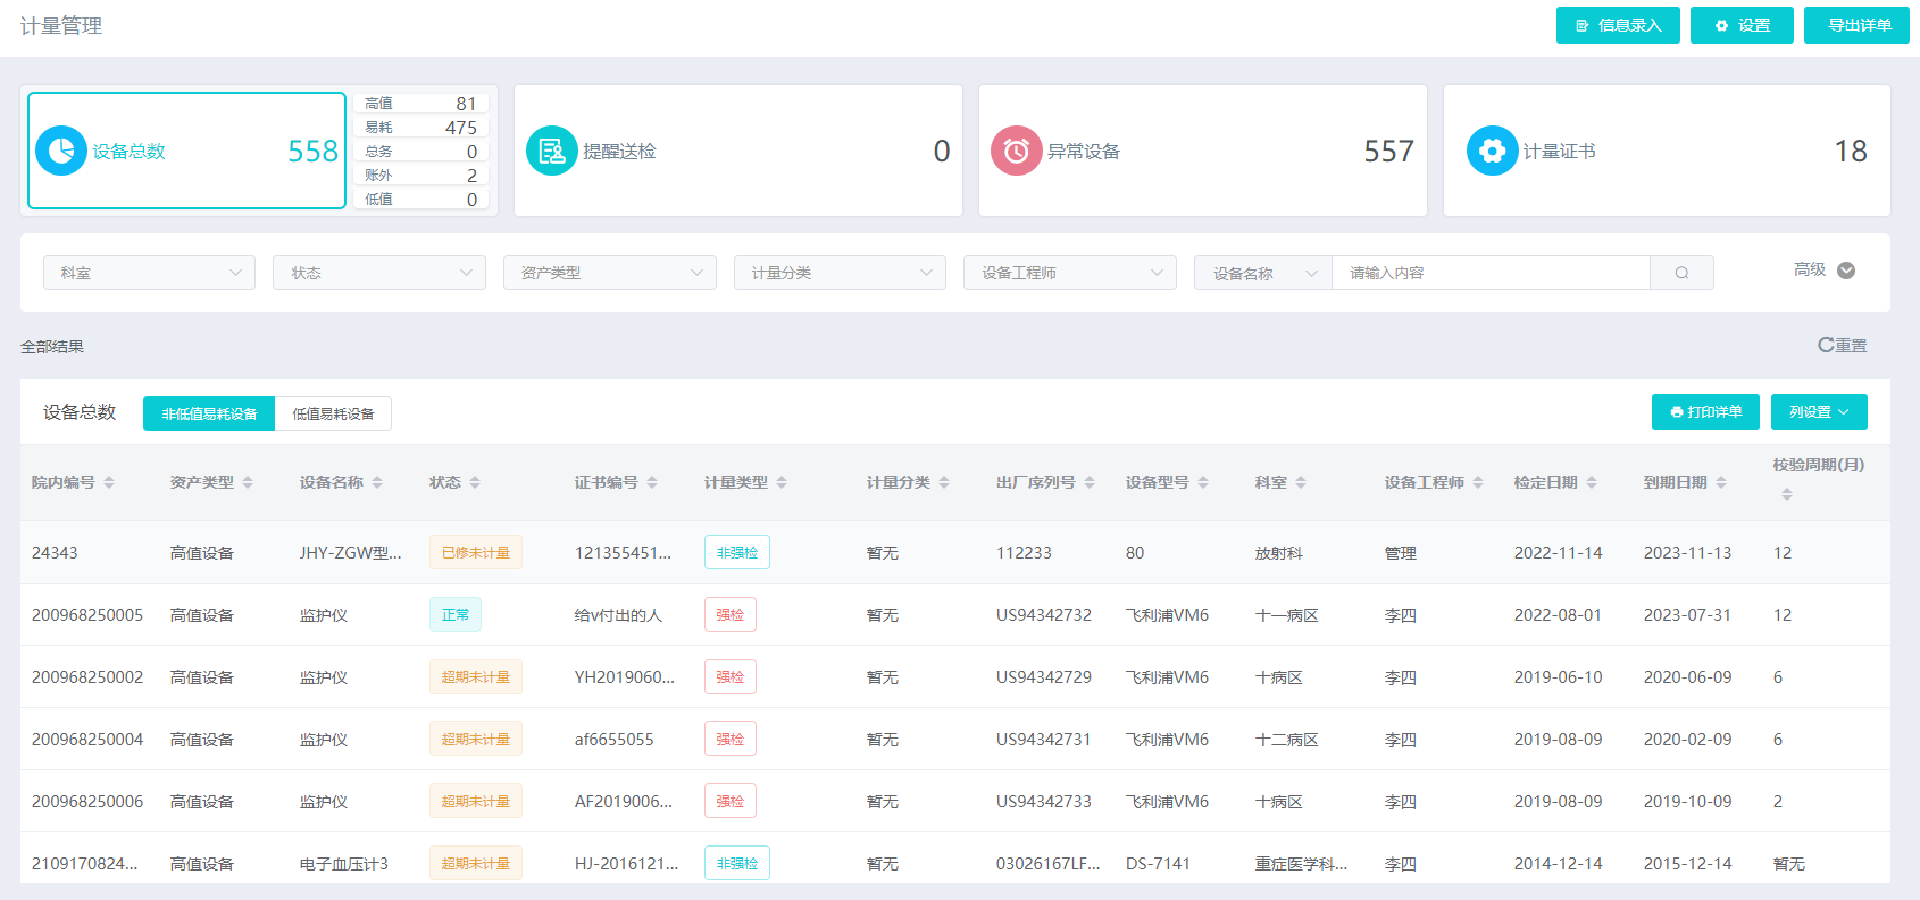 计量管理
信息录入
设置
导出详单
设备总数
558
高值 81
易耗 475
总务 0
账外 2
低值 0
提醒送检
0
异常设备
557
计量证书
18
科室
状态
资产类型
计量分类
设备工程师
设备名称
请输入内容
高级
全部结果
重置
设备总数
非低值易耗设备
低值易耗设备
打印详单
列设置
院内编号 资产类型 设备名称 状态 证书编号 计量类型 计量分类 出厂序列号 设备型号 科室 设备工程师 检定日期 到期日期 核验周期(月)
24343 高值设备 JHY-ZGW型... 已修未计量 121355451... 非强检 暂无 112233 80 放射科 管理 2022-11-14 2023-11-13 12
200968250005 高值设备 监护仪 正常 给v付出的人 强检 暂无 US94342732 飞利浦VM6 十一病区 李四 2022-08-01 2023-07-31 12
200968250002 高值设备 监护仪 超期未计量 YH2019060... 强检 暂无 US94342729 飞利浦VM6 十病区 李四 2019-06-10 2020-06-09 6
200968250004 高值设备 监护仪 超期未计量 af6655055 强检 暂无 US94342731 飞利浦VM6 十二病区 李四 2019-08-09 2020-02-09 6
200968250006 高值设备 监护仪 超期未计量 AF2019006... 强检 暂无 US94342733 飞利浦VM6 十病区 李四 2019-08-09 2019-10-09 2
2109170824... 高值设备 电子血压计3 超期未计量 HJ-2016121... 非强检 暂无 03026167LF... DS-7141 重症医学科... 李四 2014-12-14 2015-12-14 暂无